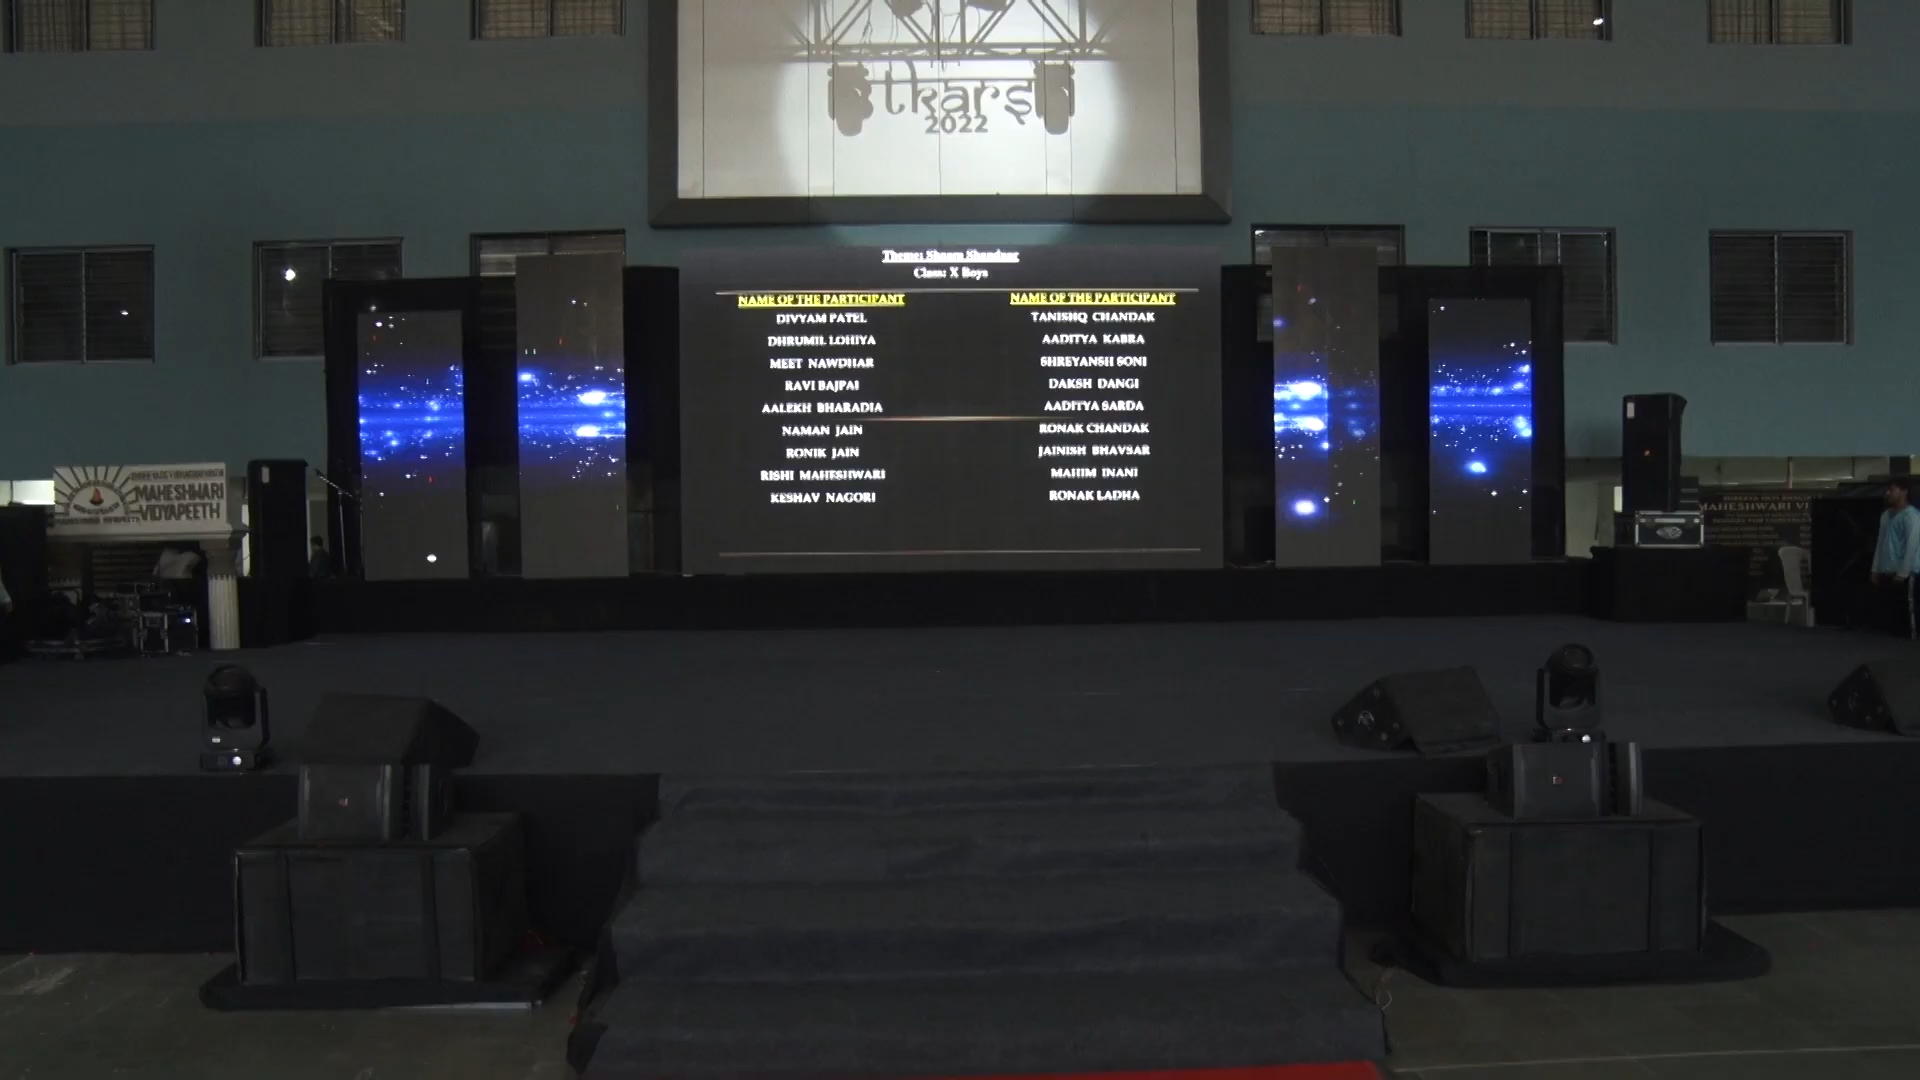 tkars
2022
Theme: Shaam Shandaar
Class: X Boys
NAME OF THE PARTICIPANT
DIVYAM PATEL
DHRUMIL LOHIYA
MEET NAWDHAR
RAVI BAJPAI
AALEKH BHARADIA
NAMAN JAIN
RONIK JAIN
RISHI MAHESHWARI
KESHAV NAGORI
NAME OF THE PARTICIPANT
TANISHQ CHANDAK
AADITYA KABRA
SHREYANSH SONI
DAKSH DANGI
AADITYA SARDA
RONAK CHANDAK
JAINISH BHAVSAR
MAHIM INANI
RONAK LADHA
MAHESHWARI
VIDYAPEETH
MAHESHWARI VI